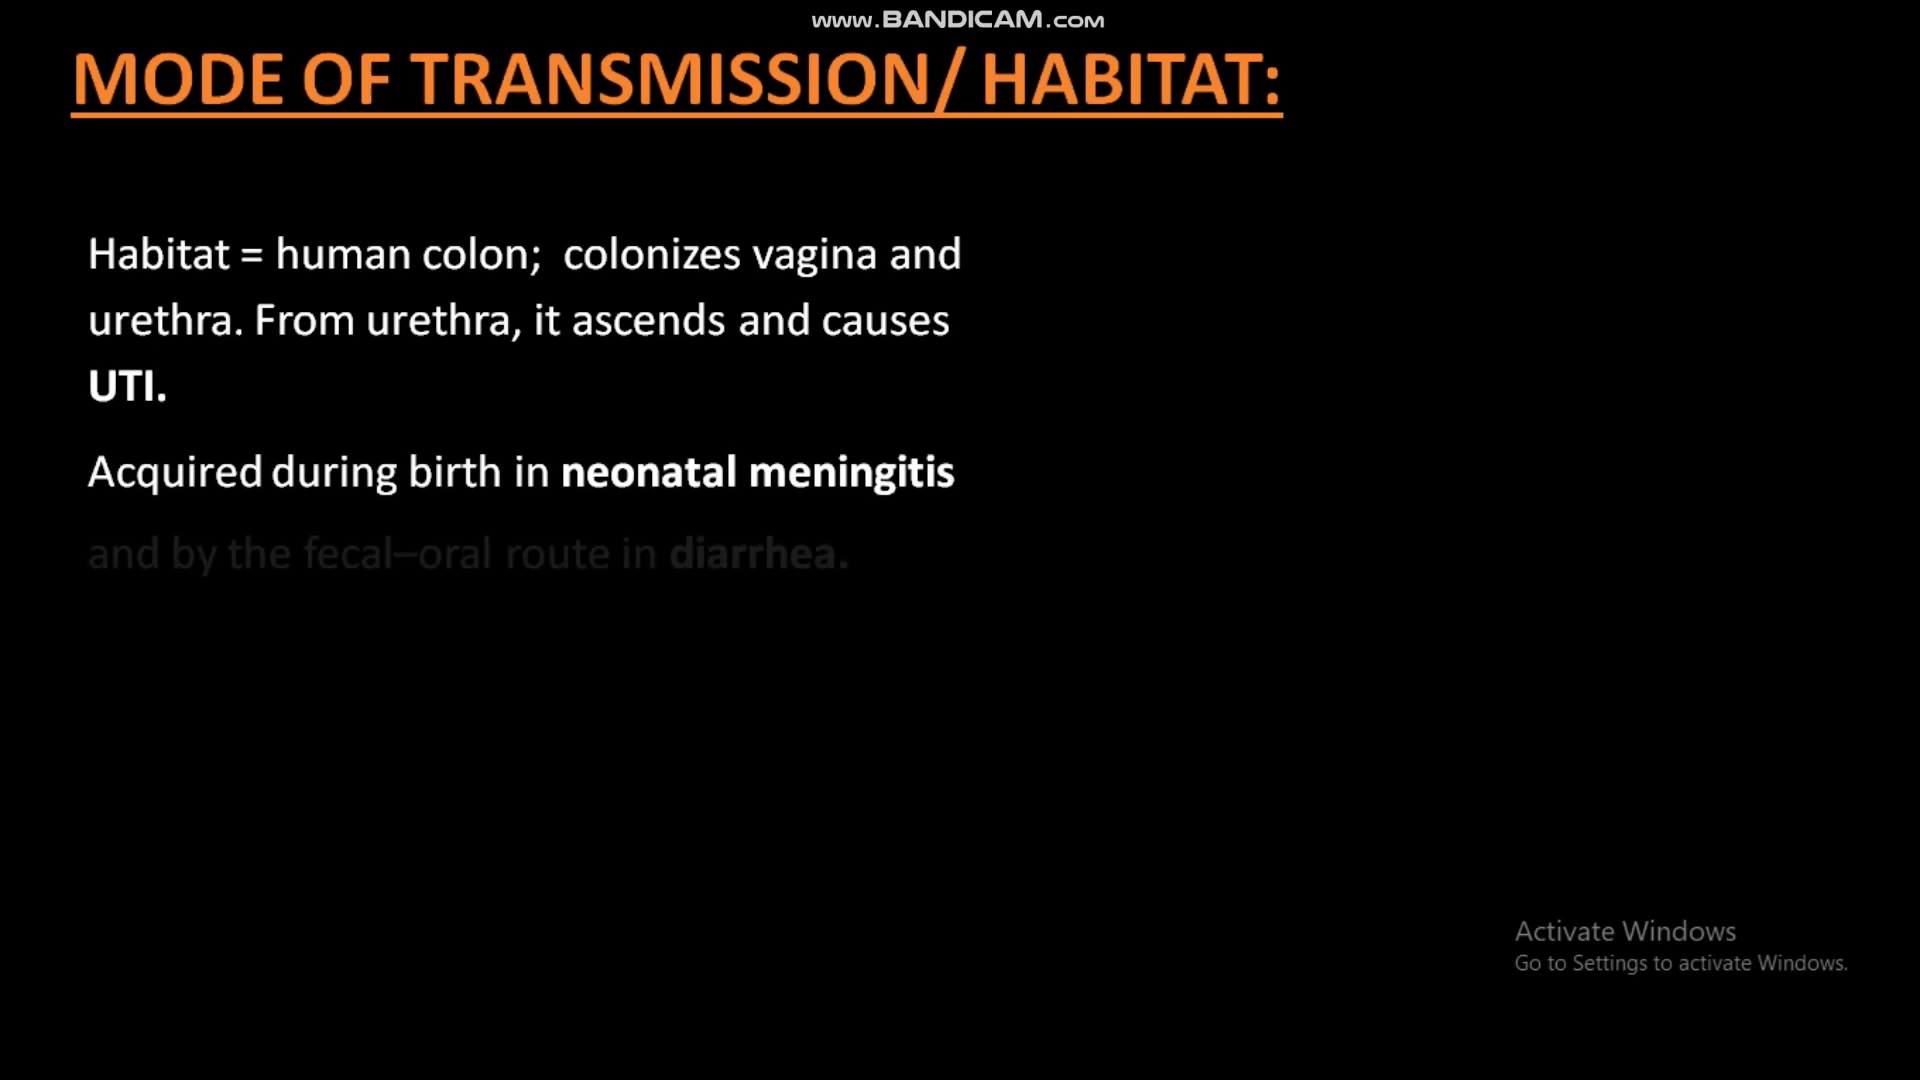 www.BANDICAM.com
MODE OF TRANSMISSION/ HABITAT:
Habitat = human colon;  colonizes vagina and
urethra. From urethra, it ascends and causes
UTI.
Acquired during birth in neonatal meningitis
and by the fecal–oral route in diarrhea.
Activate Windows
Go to Settings to activate Windows.